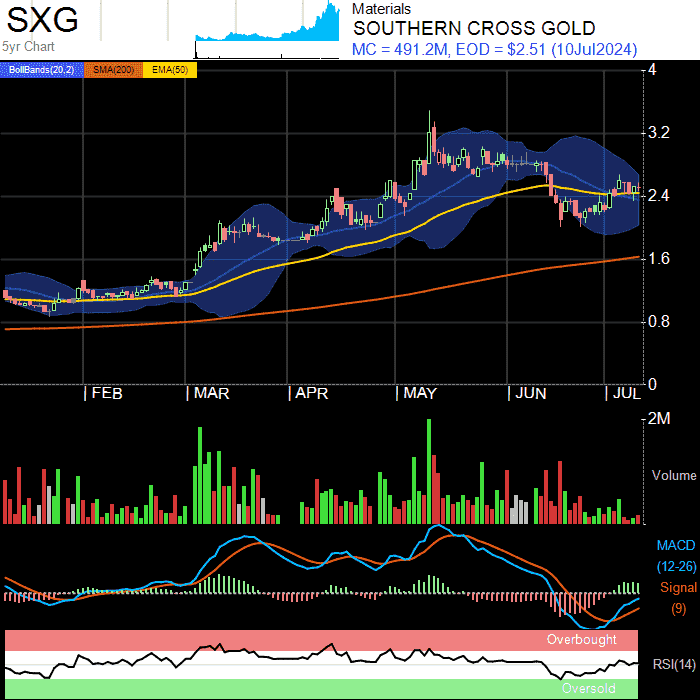 SXG
5yr Chart
Materials
SOUTHERN CROSS GOLD
MC = 491.2M, EOD = $2.51 (10Jul2024)
BollBands(20,2) SMA(200) EMA(50)
4
3.2
2.4
1.6
0.8
0
FEB MAR APR MAY JUN JUL
2M
Volume
MACD
(12-26)
Signal
(9)
Overbought
RSI(14)
Oversold